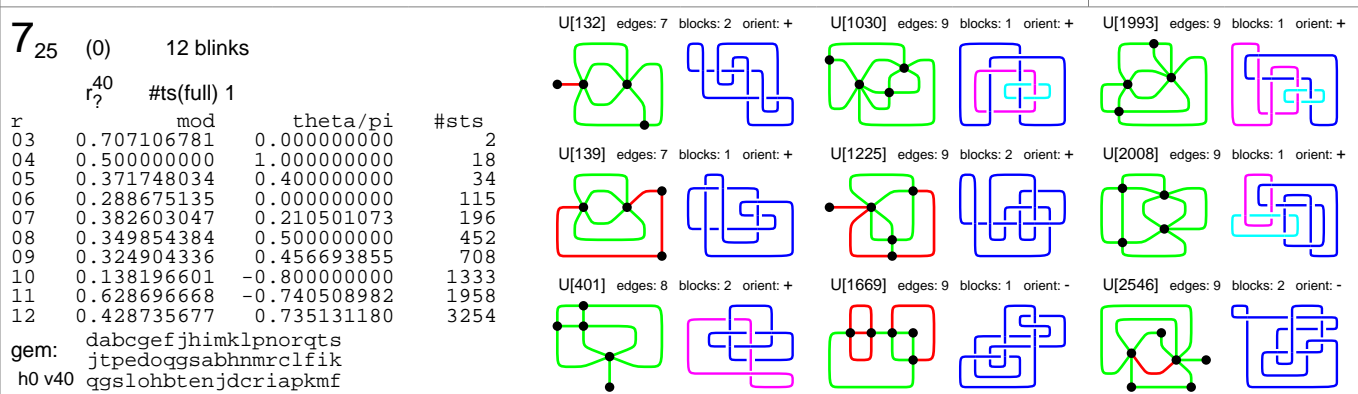 7_25 (0) 12 blinks
r_?^40 #ts(full) 1
r mod theta/pi #sts
03 0.707106781 0.000000000 2
04 0.500000000 1.000000000 18
05 0.371748034 0.400000000 34
06 0.288675135 0.000000000 115
07 0.382603047 0.210501073 196
08 0.349854384 0.500000000 452
09 0.324904336 0.456693855 708
10 0.138196601 -0.800000000 1333
11 0.628696668 -0.740508982 1958
12 0.428735677 0.735131180 3254
gem: dabcgefjhimklpnorqts
jtpedoqgsabhnmrclfik
h0 v40 qgslohbtenjdcriapkmf
U[132] edges: 7 blocks: 2 orient: +
U[1030] edges: 9 blocks: 1 orient: +
U[1993] edges: 9 blocks: 1 orient: +
U[139] edges: 7 blocks: 1 orient: +
U[1225] edges: 9 blocks: 2 orient: +
U[2008] edges: 9 blocks: 1 orient: +
U[401] edges: 8 blocks: 2 orient: +
U[1669] edges: 9 blocks: 1 orient: -
U[2546] edges: 9 blocks: 2 orient: -